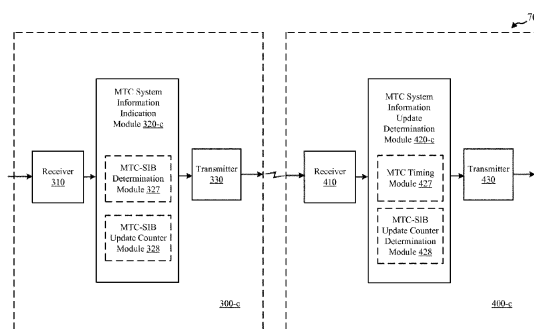 MTC System
Information
Indication
Module 320-c
Receiver
310
MTC-SIB
Determination
Module 327
MTC-SIB
Update Counter
Module 328
Transmitter
330
300-c
MTC System
Information
Update
Determination
Module 420-c
Receiver
410
MTC Timing
Module 427
MTC-SIB
Update Counter
Determination
Module 428
Transmitter
430
400-c